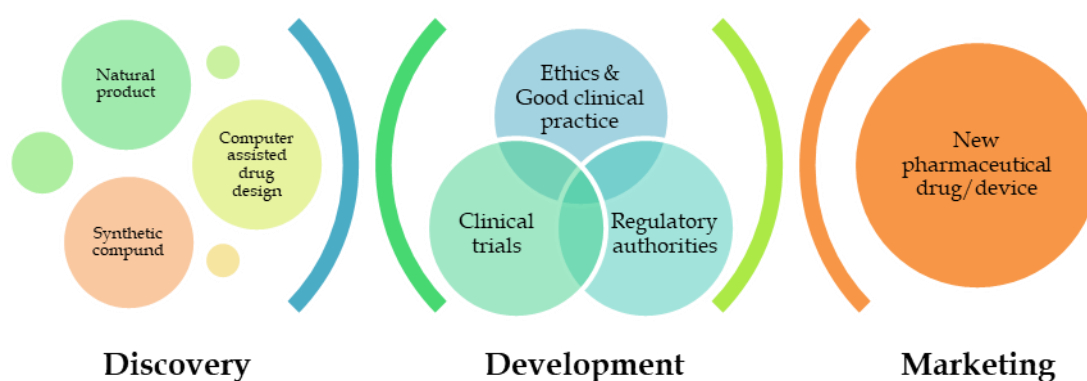 Natural
product
Computer
assisted
drug
design
Synthetic
compund
Discovery
Ethics &
Good clinical
practice
Clinical
trials
Regulatory
authorities
Development
New
pharmaceutical
drug/device
Marketing